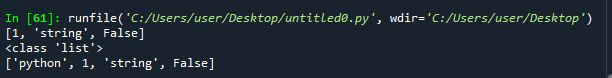 In [61]: runfile('C:/Users/user/Desktop/untitled0.py', wdir='C:/Users/user/Desktop')
[1, 'string', False]
<class 'list'>
['python', 1, 'string', False]